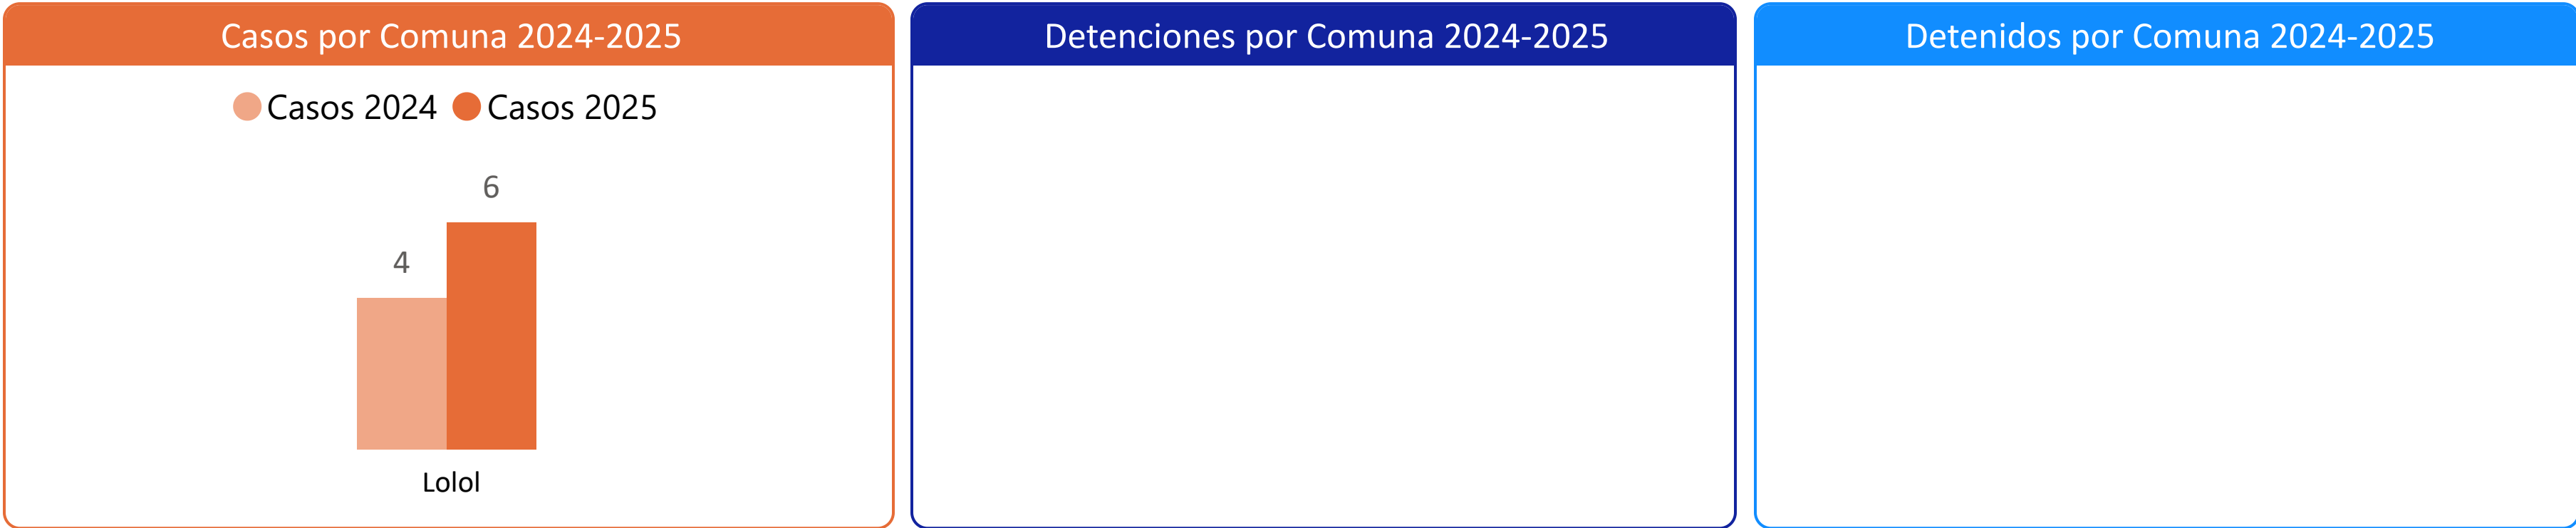 Casos por Comuna 2024-2025
Casos 2024 Casos 2025
6
4
Lolol
Detenciones por Comuna 2024-2025
Detenidos por Comuna 2024-2025